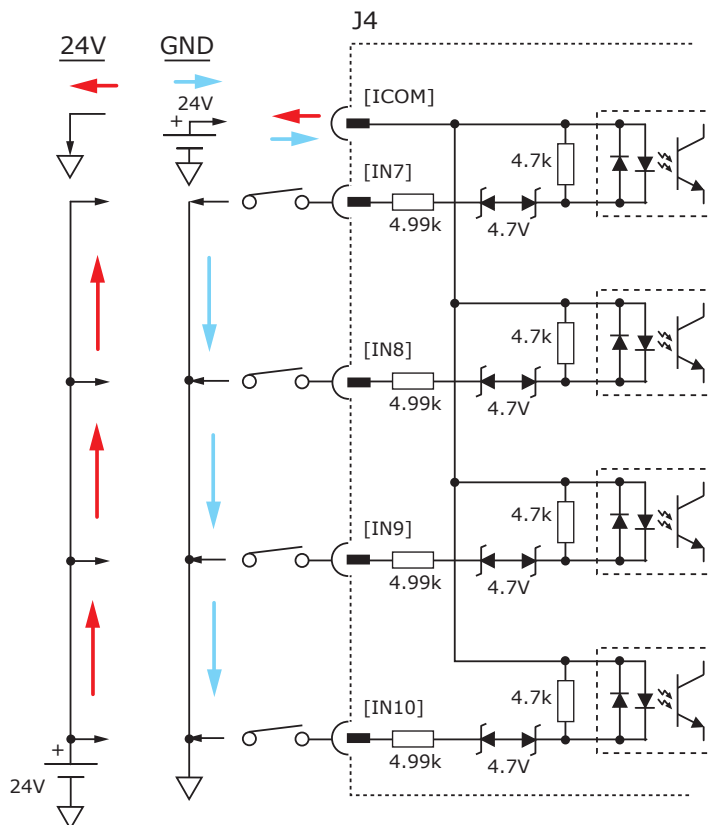 J4
24V GND
24V
+
[ICOM]
4.7k
[IN7]
4.99k
4.7V
4.7k
[IN8]
4.99k
4.7V
4.7k
[IN9]
4.99k
4.7V
4.7k
[IN10]
4.99k
4.7V
+
24V